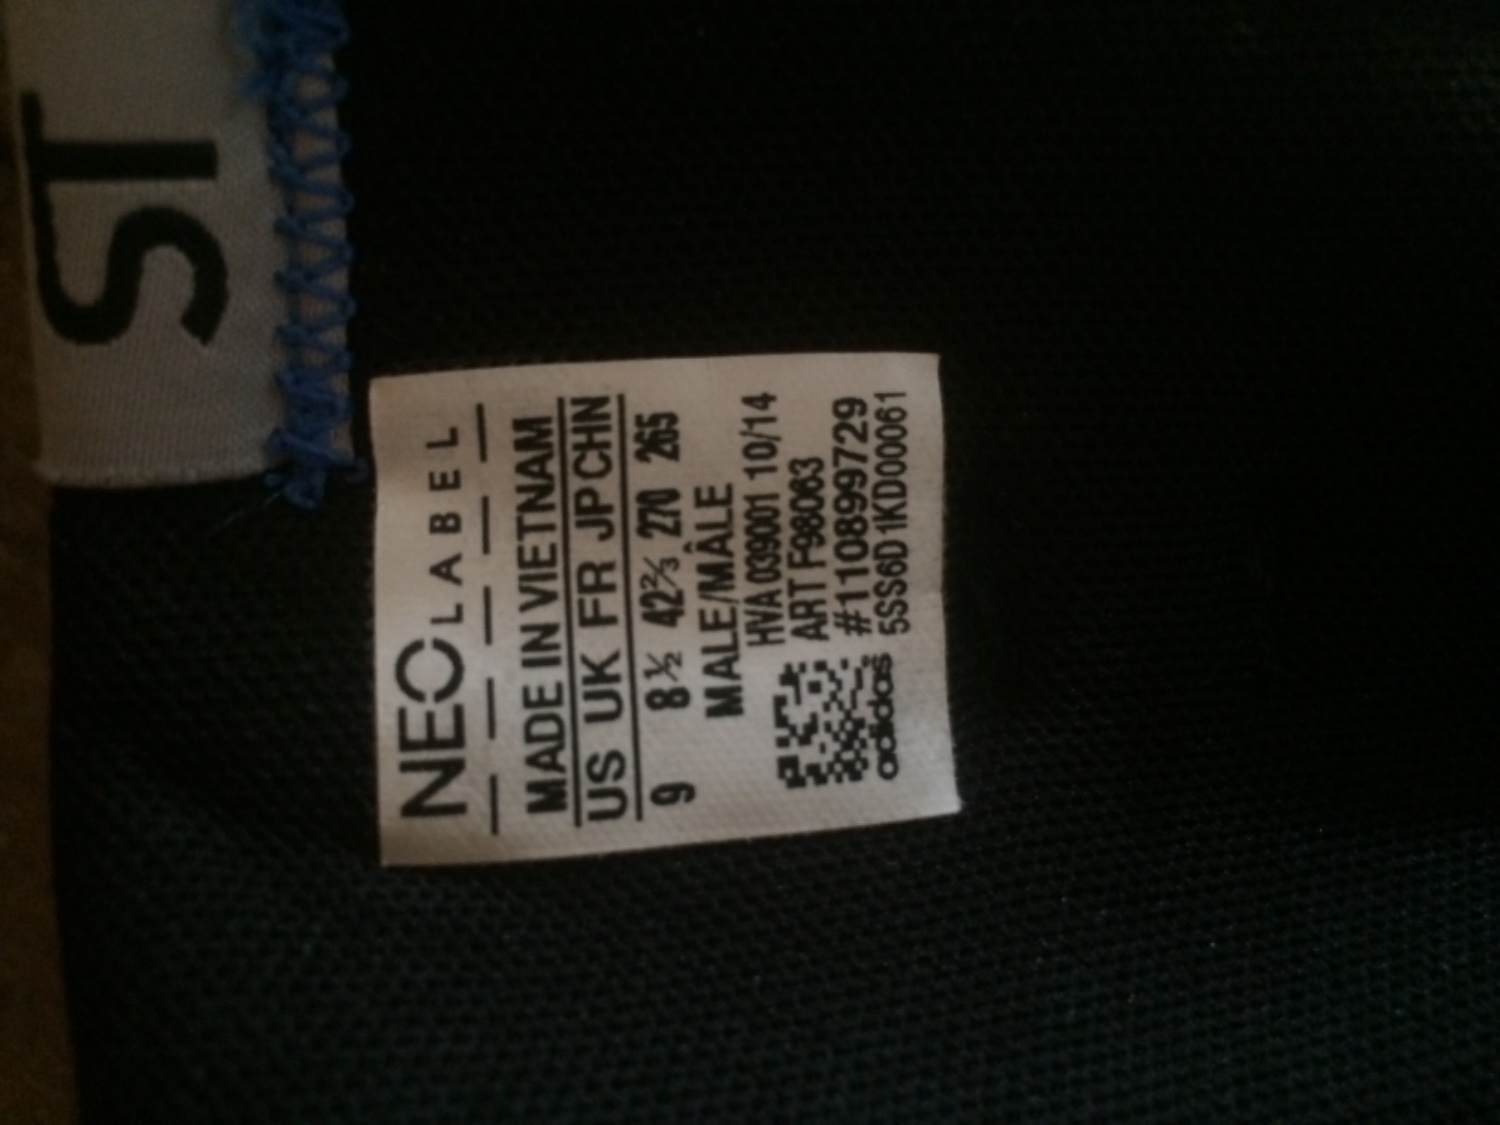 ST
NEO LABEL
MADE IN VIETNAM
US UK FR JP CHN
9 8½ 42⅔ 270 265
MALE/MÂLE
HVA 039001 10/14
ART F98063
#1108997729
adidas 5SS6D1KD00061